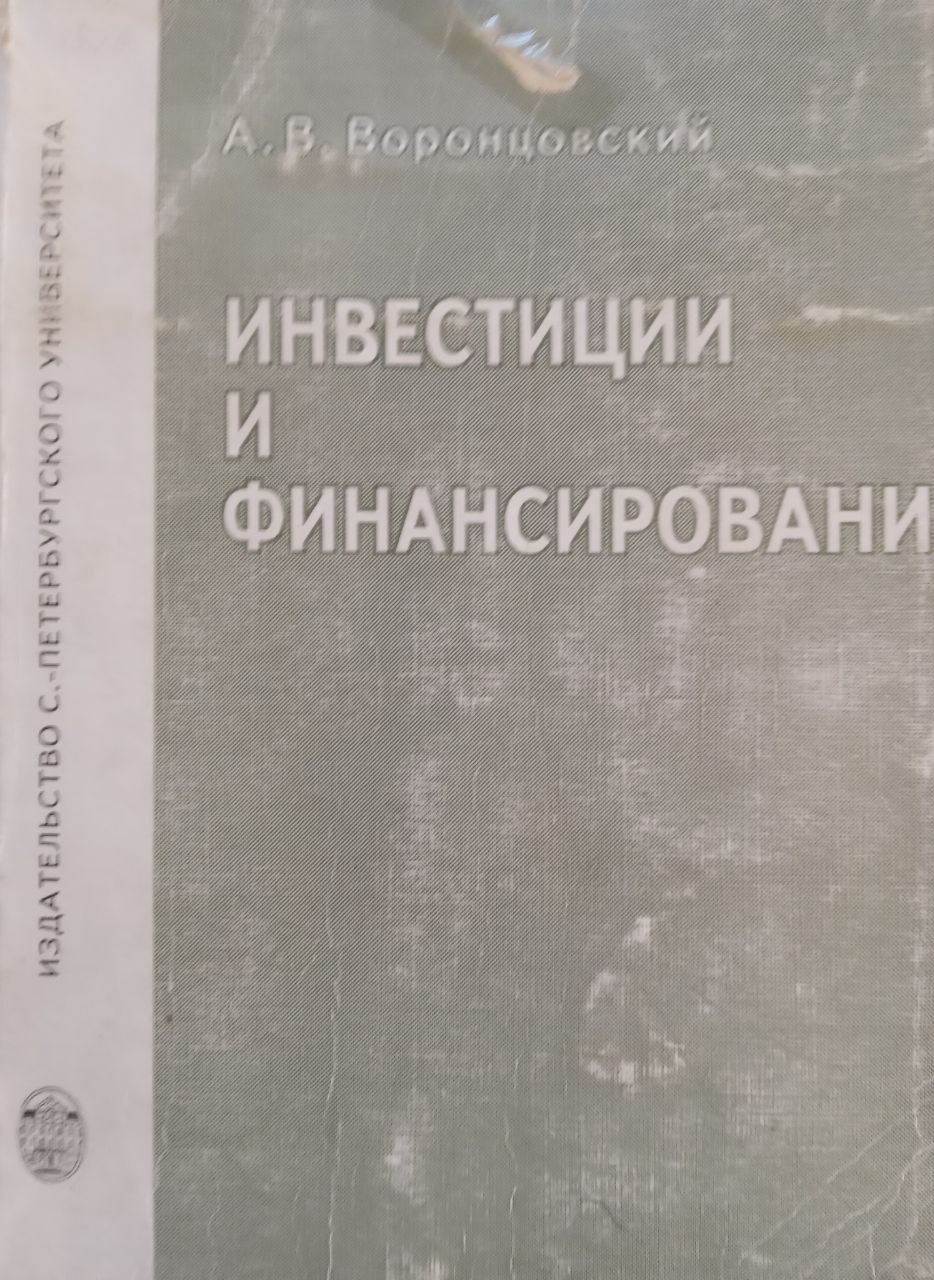 А. В. Воронцовский
ИНВЕСТИЦИИ
И
ФИНАНСИРОВАНИ
ИЗДАТЕЛЬСТВО С.-ПЕТЕРБУРГСКОГО УНИВЕРСИТЕТА